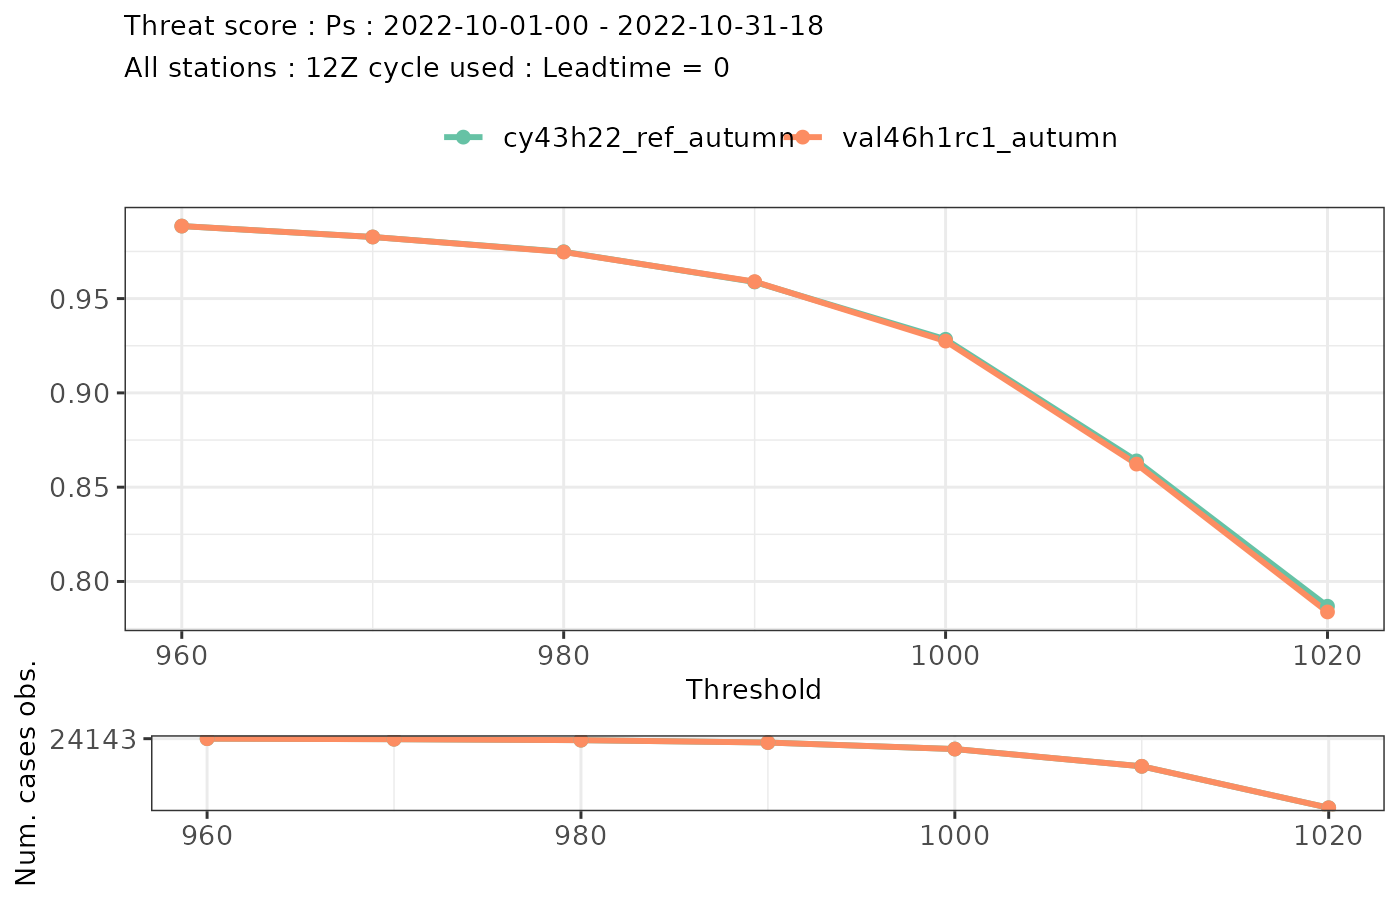 Threat score : Ps : 2022-10-01-00 - 2022-10-31-18
All stations : 12Z cycle used : Leadtime = 0
cy43h22_ref_autumn val46h1rc1_autumn
0.95
0.90
0.85
0.80
960 980 1000 1020
Threshold
Num. cases obs.
24143
960 980 1000 1020